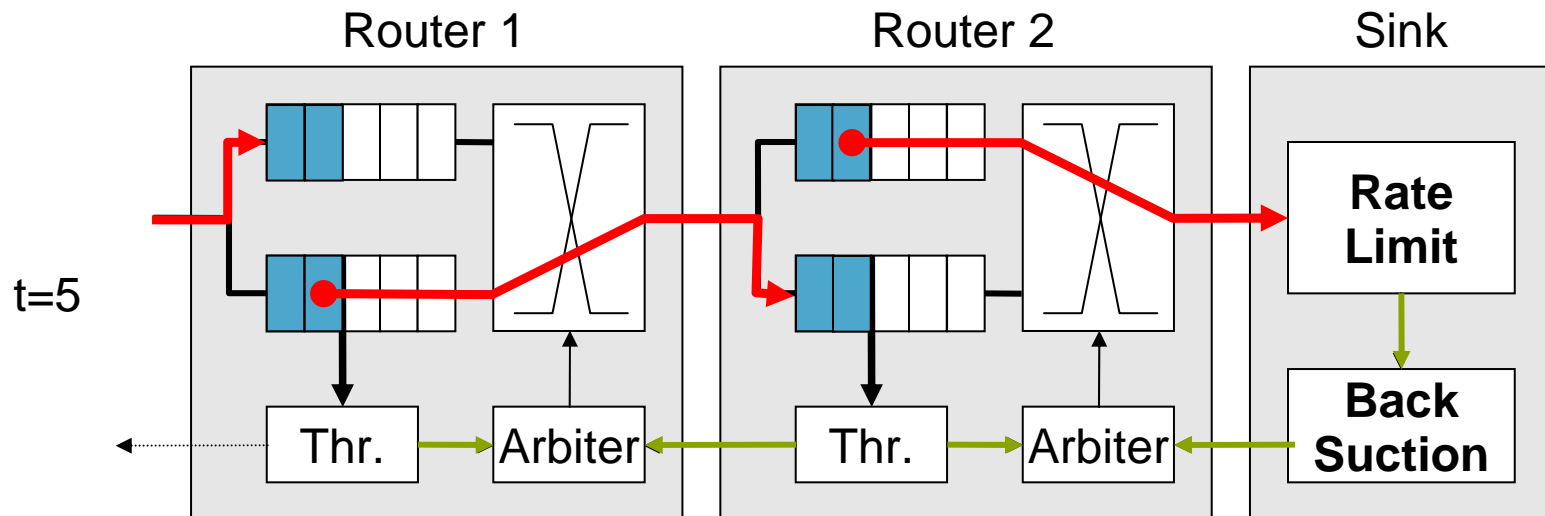 Router 1
Router 2
Sink
t=5
Rate
Limit
Thr.
Arbiter
Thr.
Arbiter
Back
Suction